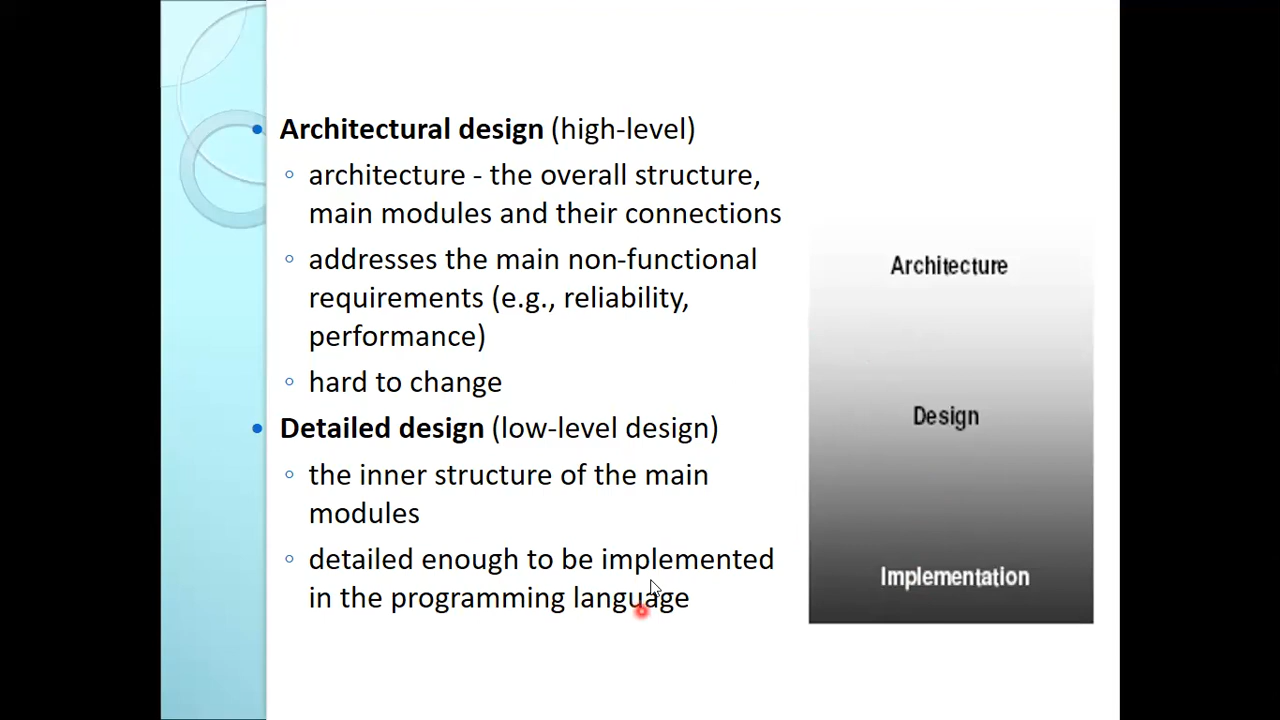 Architectural design (high-level)
architecture - the overall structure,
main modules and their connections
addresses the main non-functional
requirements (e.g., reliability,
performance)
hard to change
Detailed design (low-level design)
the inner structure of the main
modules
detailed enough to be implemented
in the programming language
Architecture
Design
Implementation